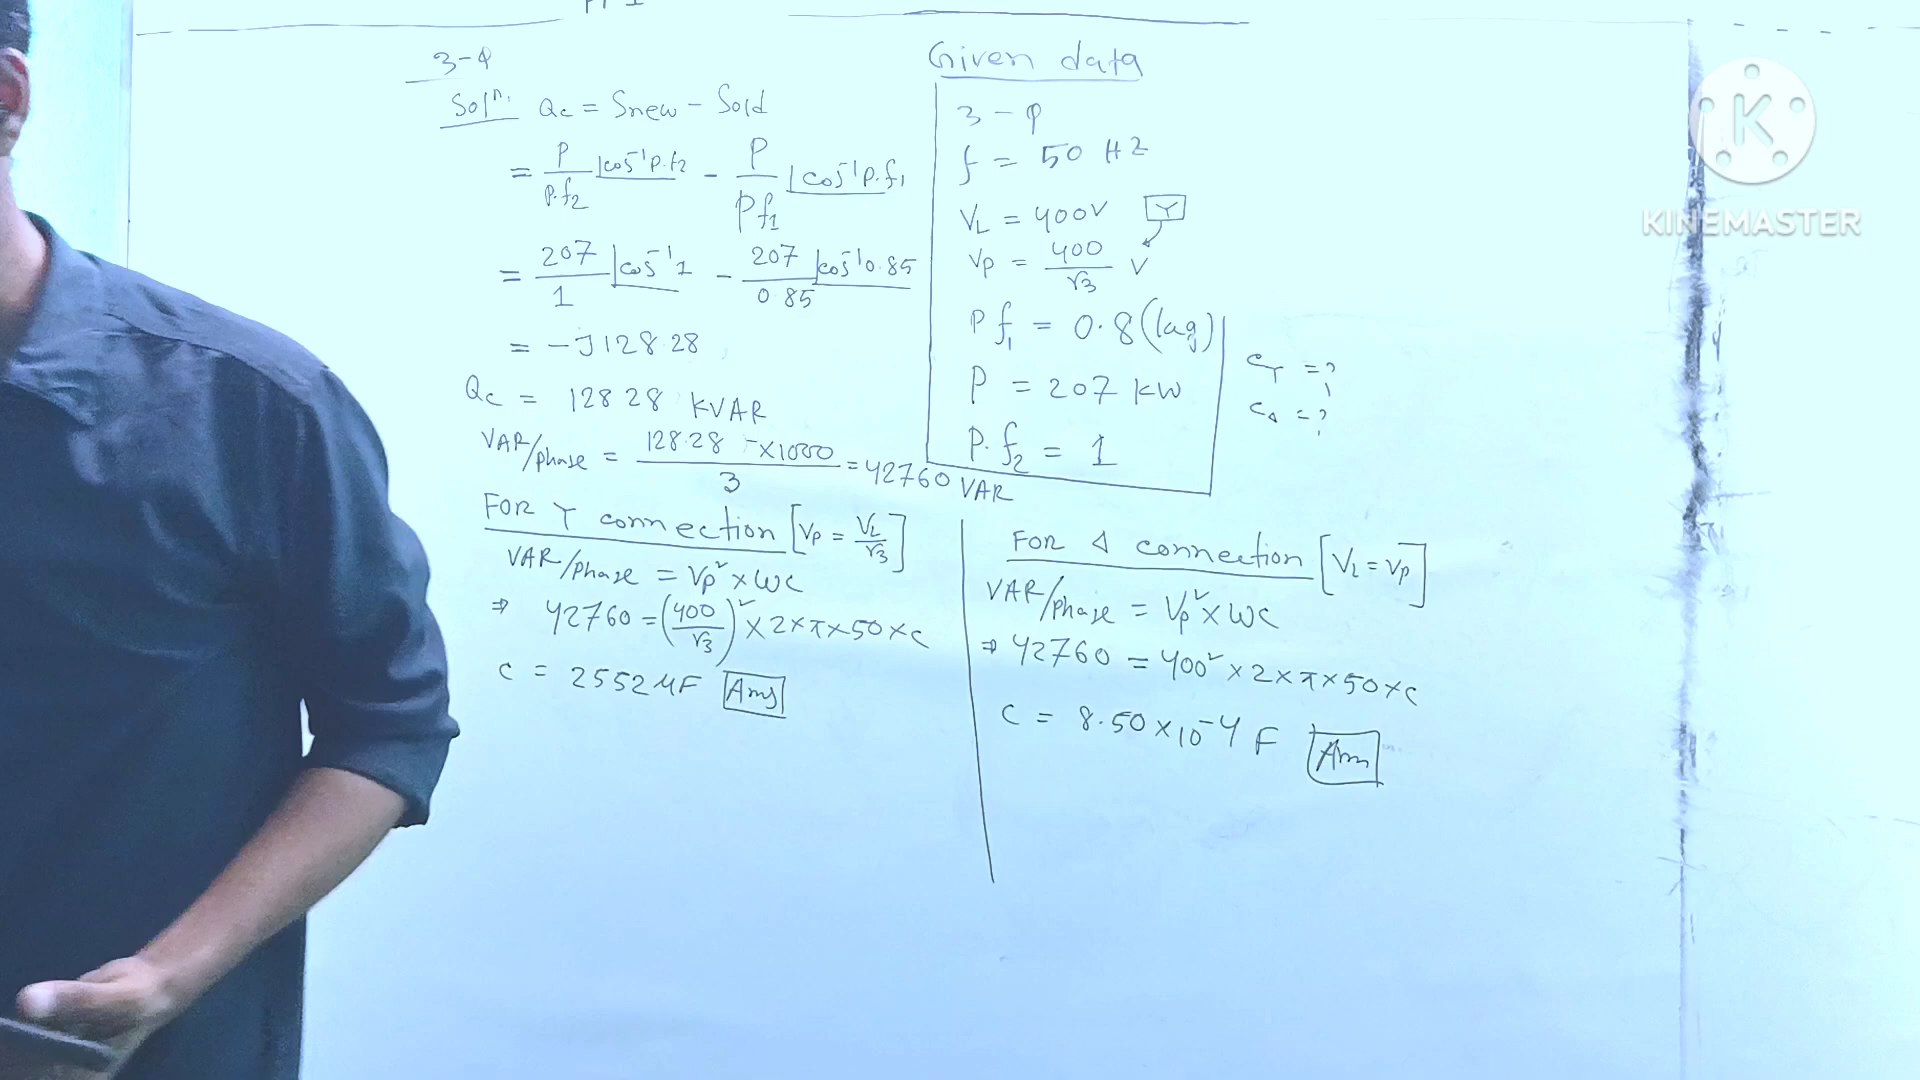 3-φ
Solⁿ. Qc = Snew - Sold
= P/P.f2 ∠cos⁻¹p.f2 - P/Pf1 ∠cos⁻¹p.f1
= 207/1 ∠cos⁻¹1 - 207/0.85 ∠cos⁻¹0.85
= -J128.28
Qc = 128.28 KVAR
VAR/phase = 128.28 ×1000/3 = 42760 VAR
FOR Y connection [Vp = VL/√3]
VAR/phase = Vp² × ωc
⇒ 42760 = (400/√3)² × 2 × π × 50 × c
C = 2552 μF Ans
Given data
3 - φ
f = 50 HZ
VL = 400V Y
Vp = 400/√3 V
Pf1 = 0.8 (lag)
P = 207 kw
P.f2 = 1
CY = ?
CΔ = ?
FOR Δ connection [VL = Vp]
VAR/phase = Vp² × ωc
⇒ 42760 = 400² × 2 × π × 50 × c
C = 8.50 × 10⁻⁴ F Ans
K
KINEMASTER